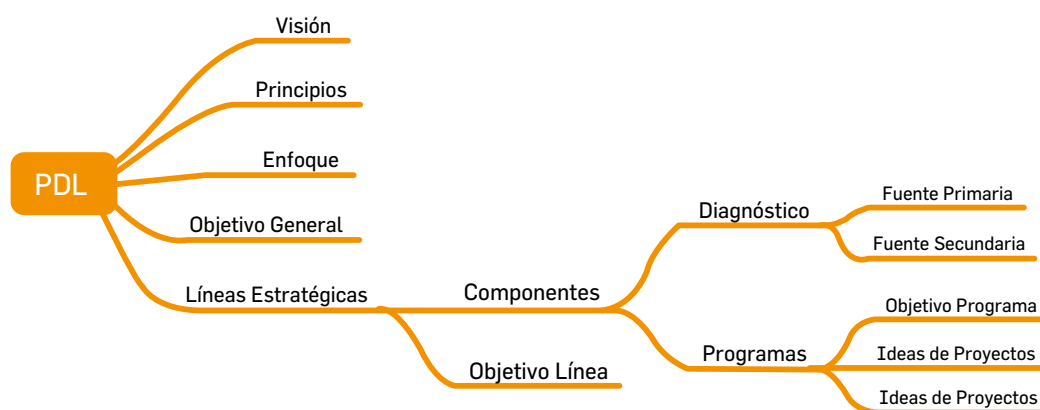 Visión
Principios
Enfoque
PDL
Objetivo General
Líneas Estratégicas
Componentes
Objetivo Línea
Diagnóstico
Fuente Primaria
Fuente Secundaria
Programas
Objetivo Programa
Ideas de Proyectos
Ideas de Proyectos